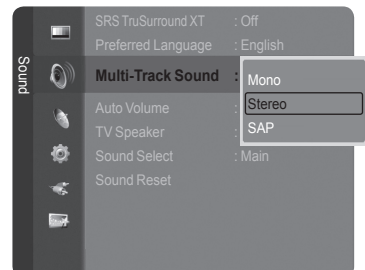 Sound
SRS TruSurround XT : Off
Preferred Language : English
Multi-Track Sound :
Mono
Stereo
SAP
Auto Volume :
TV Speaker :
Sound Select : Main
Sound Reset